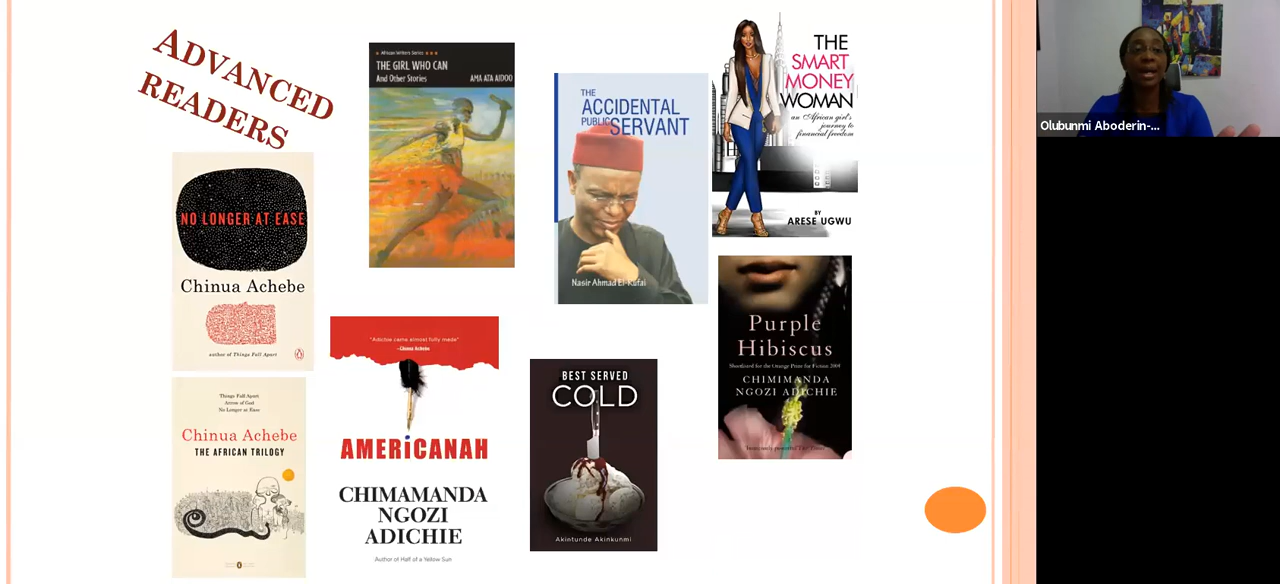 ADVANCED
READERS
NO LONGER AT EASE
Chinua Achebe
author of Things Fall Apart
Things Fall Apart
Arrow of God
No Longer at Ease
Chinua Achebe
THE AFRICAN TRILOGY
African Writers Series
THE GIRL WHO CAN
And Other Stories
AMA ATA AIDOO
"Adichie came almost fully made"
—Chinua Achebe
AMERiCANAH
CHIMAMANDA
NGOZI
ADICHIE
Author of Half of a Yellow Sun
THE
ACCIDENTAL
PUBLIC SERVANT
Nasir Ahmad El-Rufai
BEST SERVED
COLD
Akintunde Akinkunmi
THE
SMART
MONEY
WOMAN
an African girl's
journey to
financial freedom
BY
ARESE UGWU
Purple
Hibiscus
Shortlisted for the Orange Prize for Fiction 2004
CHIMAMANDA
NGOZI ADICHIE
Olubunmi Aboderin-...